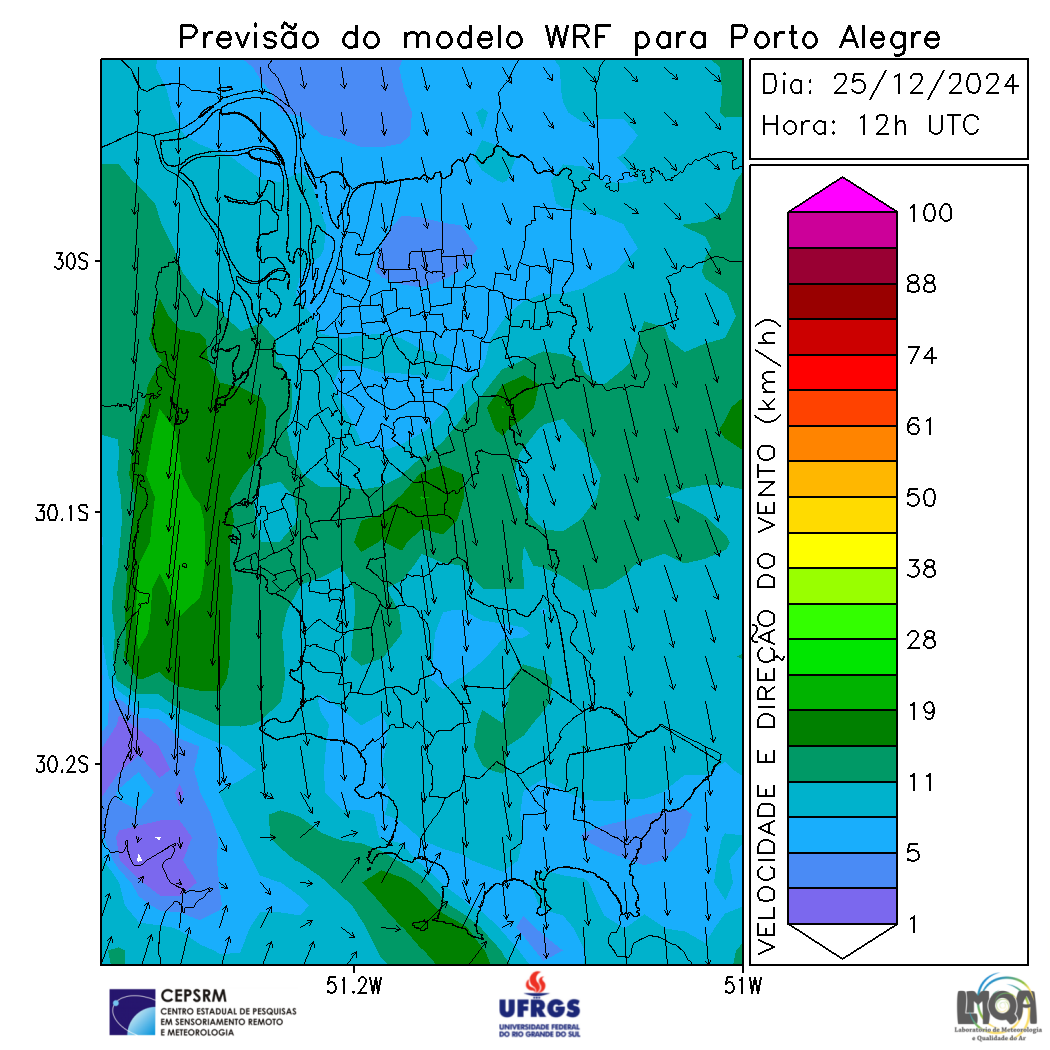 Previsão do modelo WRF para Porto Alegre
Dia: 25/12/2024
Hora: 12h UTC
30S
30.1S
30.2S
51.2W
51W
VELOCIDADE E DIREÇÃO DO VENTO (km/h)
100
88
74
61
50
38
28
19
11
5
1
CEPSRM
CENTRO ESTADUAL DE PESQUISAS
EM SENSORIAMENTO REMOTO
E METEOROLOGIA
UFRGS
UNIVERSIDADE FEDERAL
DO RIO GRANDE DO SUL
LMQA
Laboratório de Meteorologia
e Qualidade do Ar